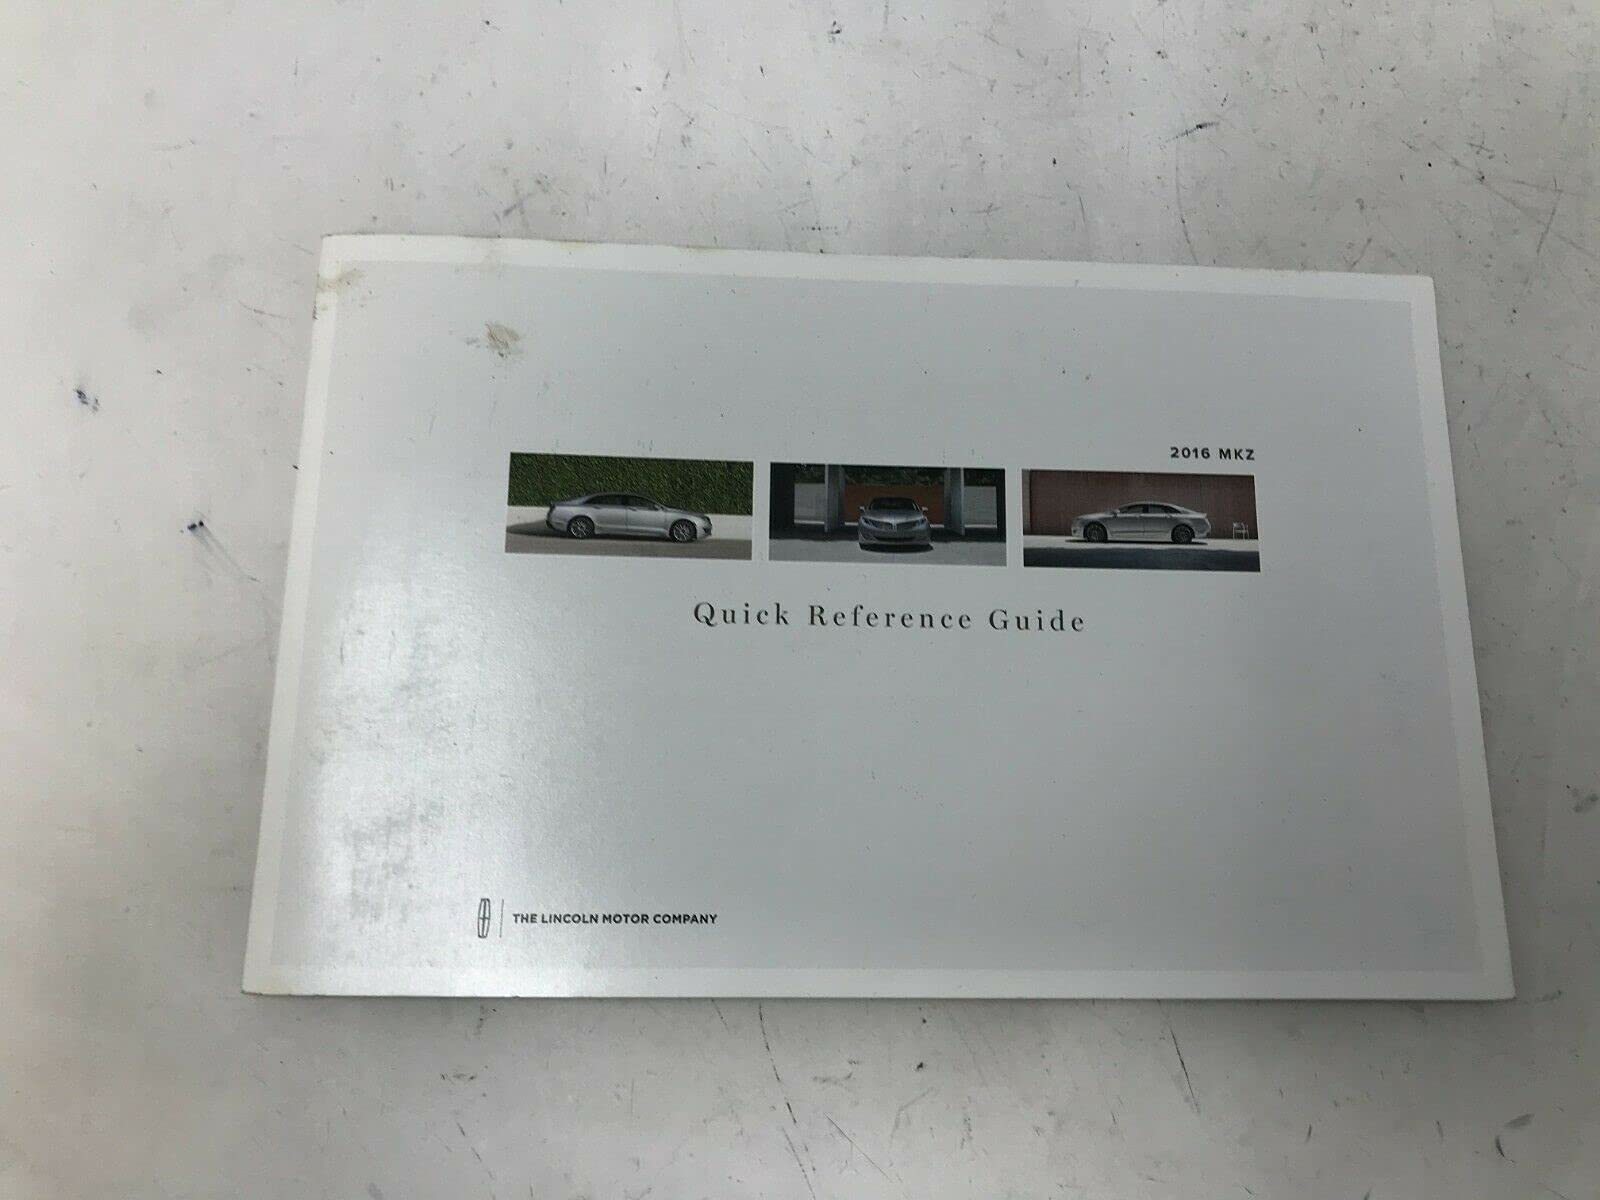 2016 MKZ
Quick Reference Guide
THE LINCOLN MOTOR COMPANY